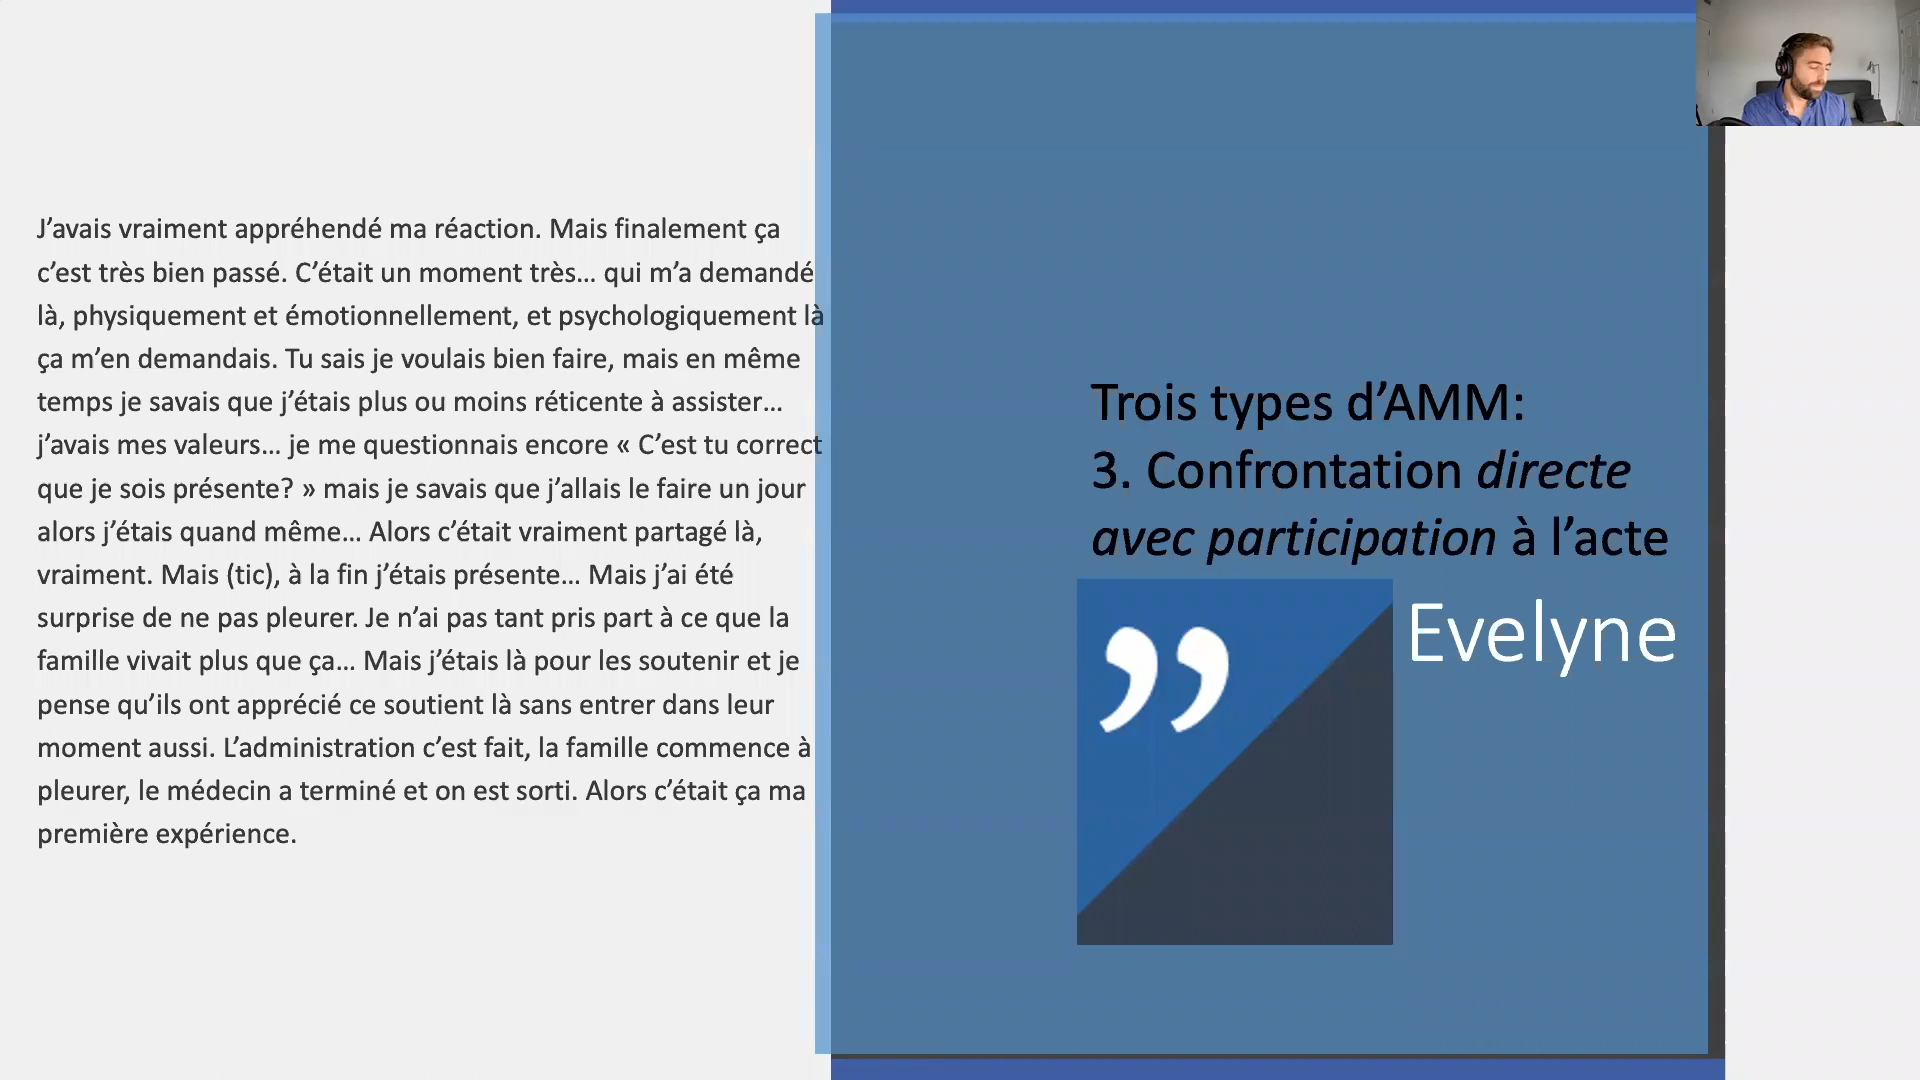 J’avais vraiment appréhendé ma réaction. Mais finalement ça
c’est très bien passé. C’était un moment très… qui m’a demandé
là, physiquement et émotionnellement, et psychologiquement là
ça m’en demandais. Tu sais je voulais bien faire, mais en même
temps je savais que j’étais plus ou moins réticente à assister…
j’avais mes valeurs… je me questionnais encore « C’est tu correct
que je sois présente? » mais je savais que j’allais le faire un jour
alors j’étais quand même… Alors c’était vraiment partagé là,
vraiment. Mais (tic), à la fin j’étais présente… Mais j’ai été
surprise de ne pas pleurer. Je n’ai pas tant pris part à ce que la
famille vivait plus que ça… Mais j’étais là pour les soutenir et je
pense qu’ils ont apprécié ce soutient là sans entrer dans leur
moment aussi. L’administration c’est fait, la famille commence à
pleurer, le médecin a terminé et on est sorti. Alors c’était ça ma
première expérience.
Trois types d’AMM:
3. Confrontation directe
avec participation à l’acte
”
Evelyne